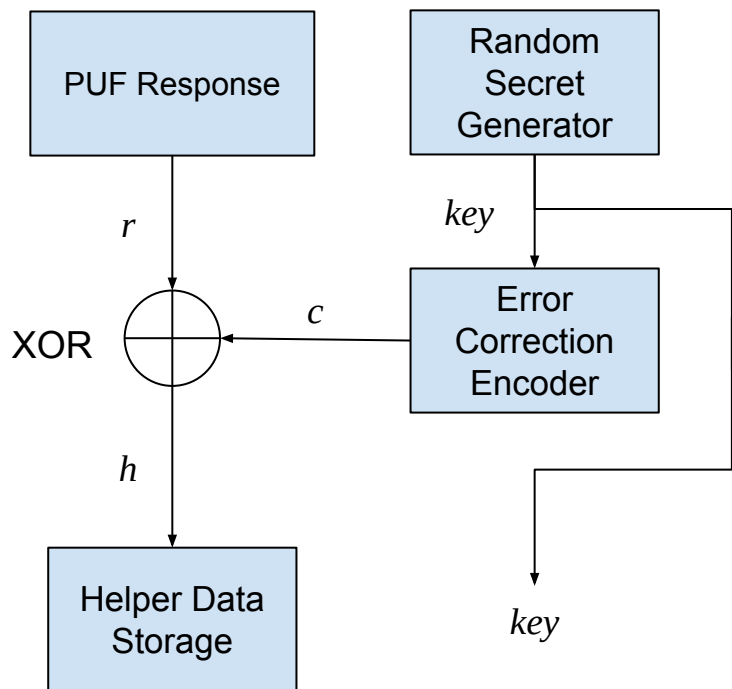 PUF Response
Random
Secret
Generator
r
key
XOR
c
Error
Correction
Encoder
h
Helper Data
Storage
key